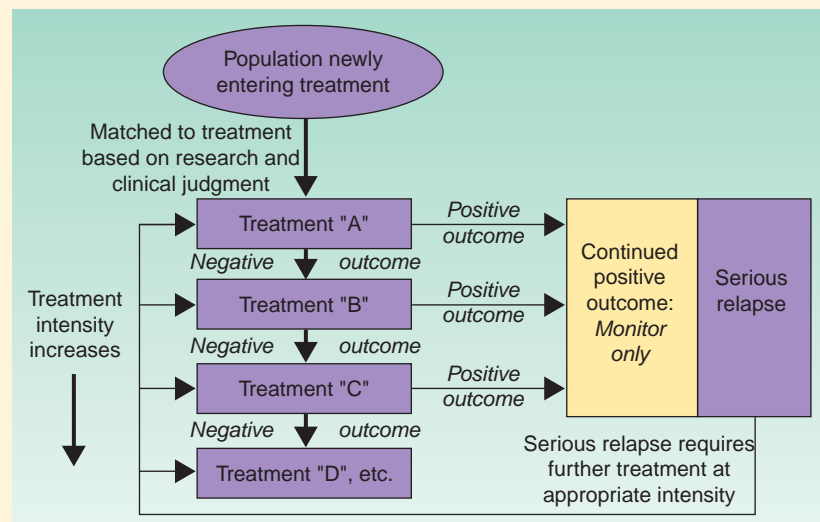 Population newly
entering treatment
Matched to treatment
based on research and
clinical judgment
Treatment "A"
Positive
outcome
Negative outcome
Treatment "B"
Positive
outcome
Negative outcome
Treatment "C"
Positive
outcome
Negative outcome
Treatment "D", etc.
Treatment
intensity
increases
Continued
positive
outcome:
Monitor
only
Serious
relapse
Serious relapse requires
further treatment at
appropriate intensity